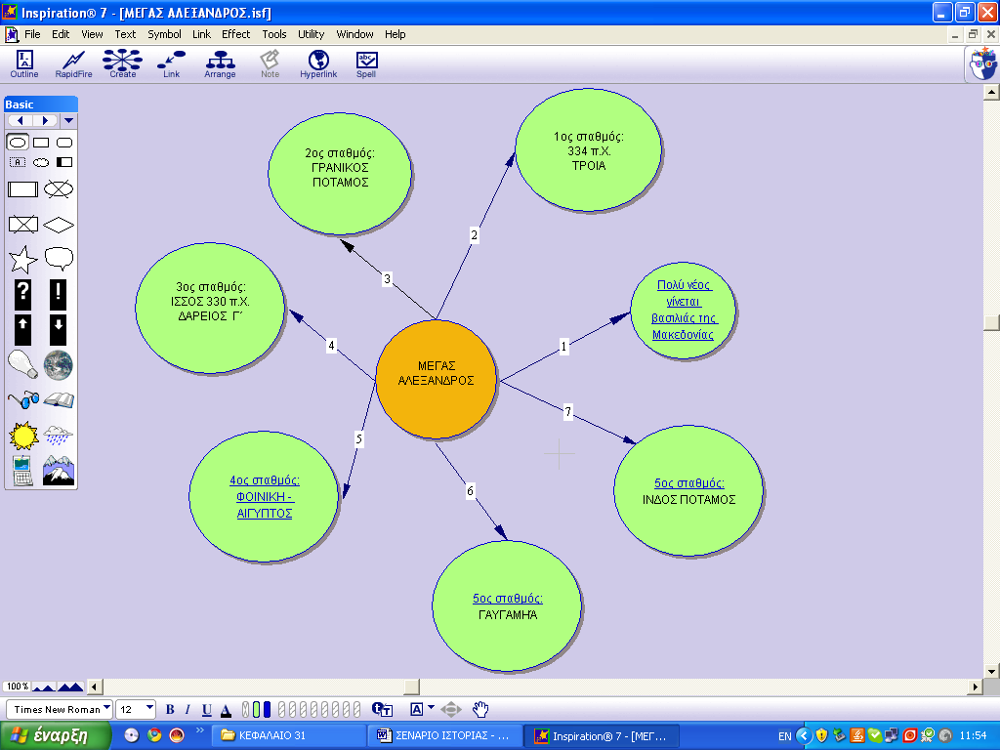 Inspiration® 7 - [ΜΕΓΑΣ ΑΛΕΞΑΝΔΡΟΣ.isf]
File Edit View Text Symbol Link Effect Tools Utility Window Help
Outline RapidFire Create Link Arrange Note Hyperlink Spell
Basic
1ος σταθμός:
334 π.Χ.
ΤΡΟΙΑ
2ος σταθμός:
ΓΡΑΝΙΚΟΣ
ΠΟΤΑΜΟΣ
2
3
3ος σταθμός:
ΙΣΣΟΣ 330 π.Χ.
ΔΑΡΕΙΟΣ Γ΄
Πολύ νέος
γίνεται
βασιλιάς της
Μακεδονίας
4
1
ΜΕΓΑΣ
ΑΛΕΞΑΝΔΡΟΣ
7
5
4ος σταθμός:
ΦΟΙΝΙΚΗ -
ΑΙΓΥΠΤΟΣ
6
5ος σταθμός:
ΙΝΔΟΣ ΠΟΤΑΜΟΣ
5ος σταθμός:
ΓΑΥΓΑΜΗΛΑ
100%
Times New Roman 12 B I U A A
έναρξη ΚΕΦΑΛΑΙΟ 31 ΣΕΝΑΡΙΟ ΙΣΤΟΡΙΑΣ - ... Inspiration® 7 - [ΜΕΓ... EN 11:54